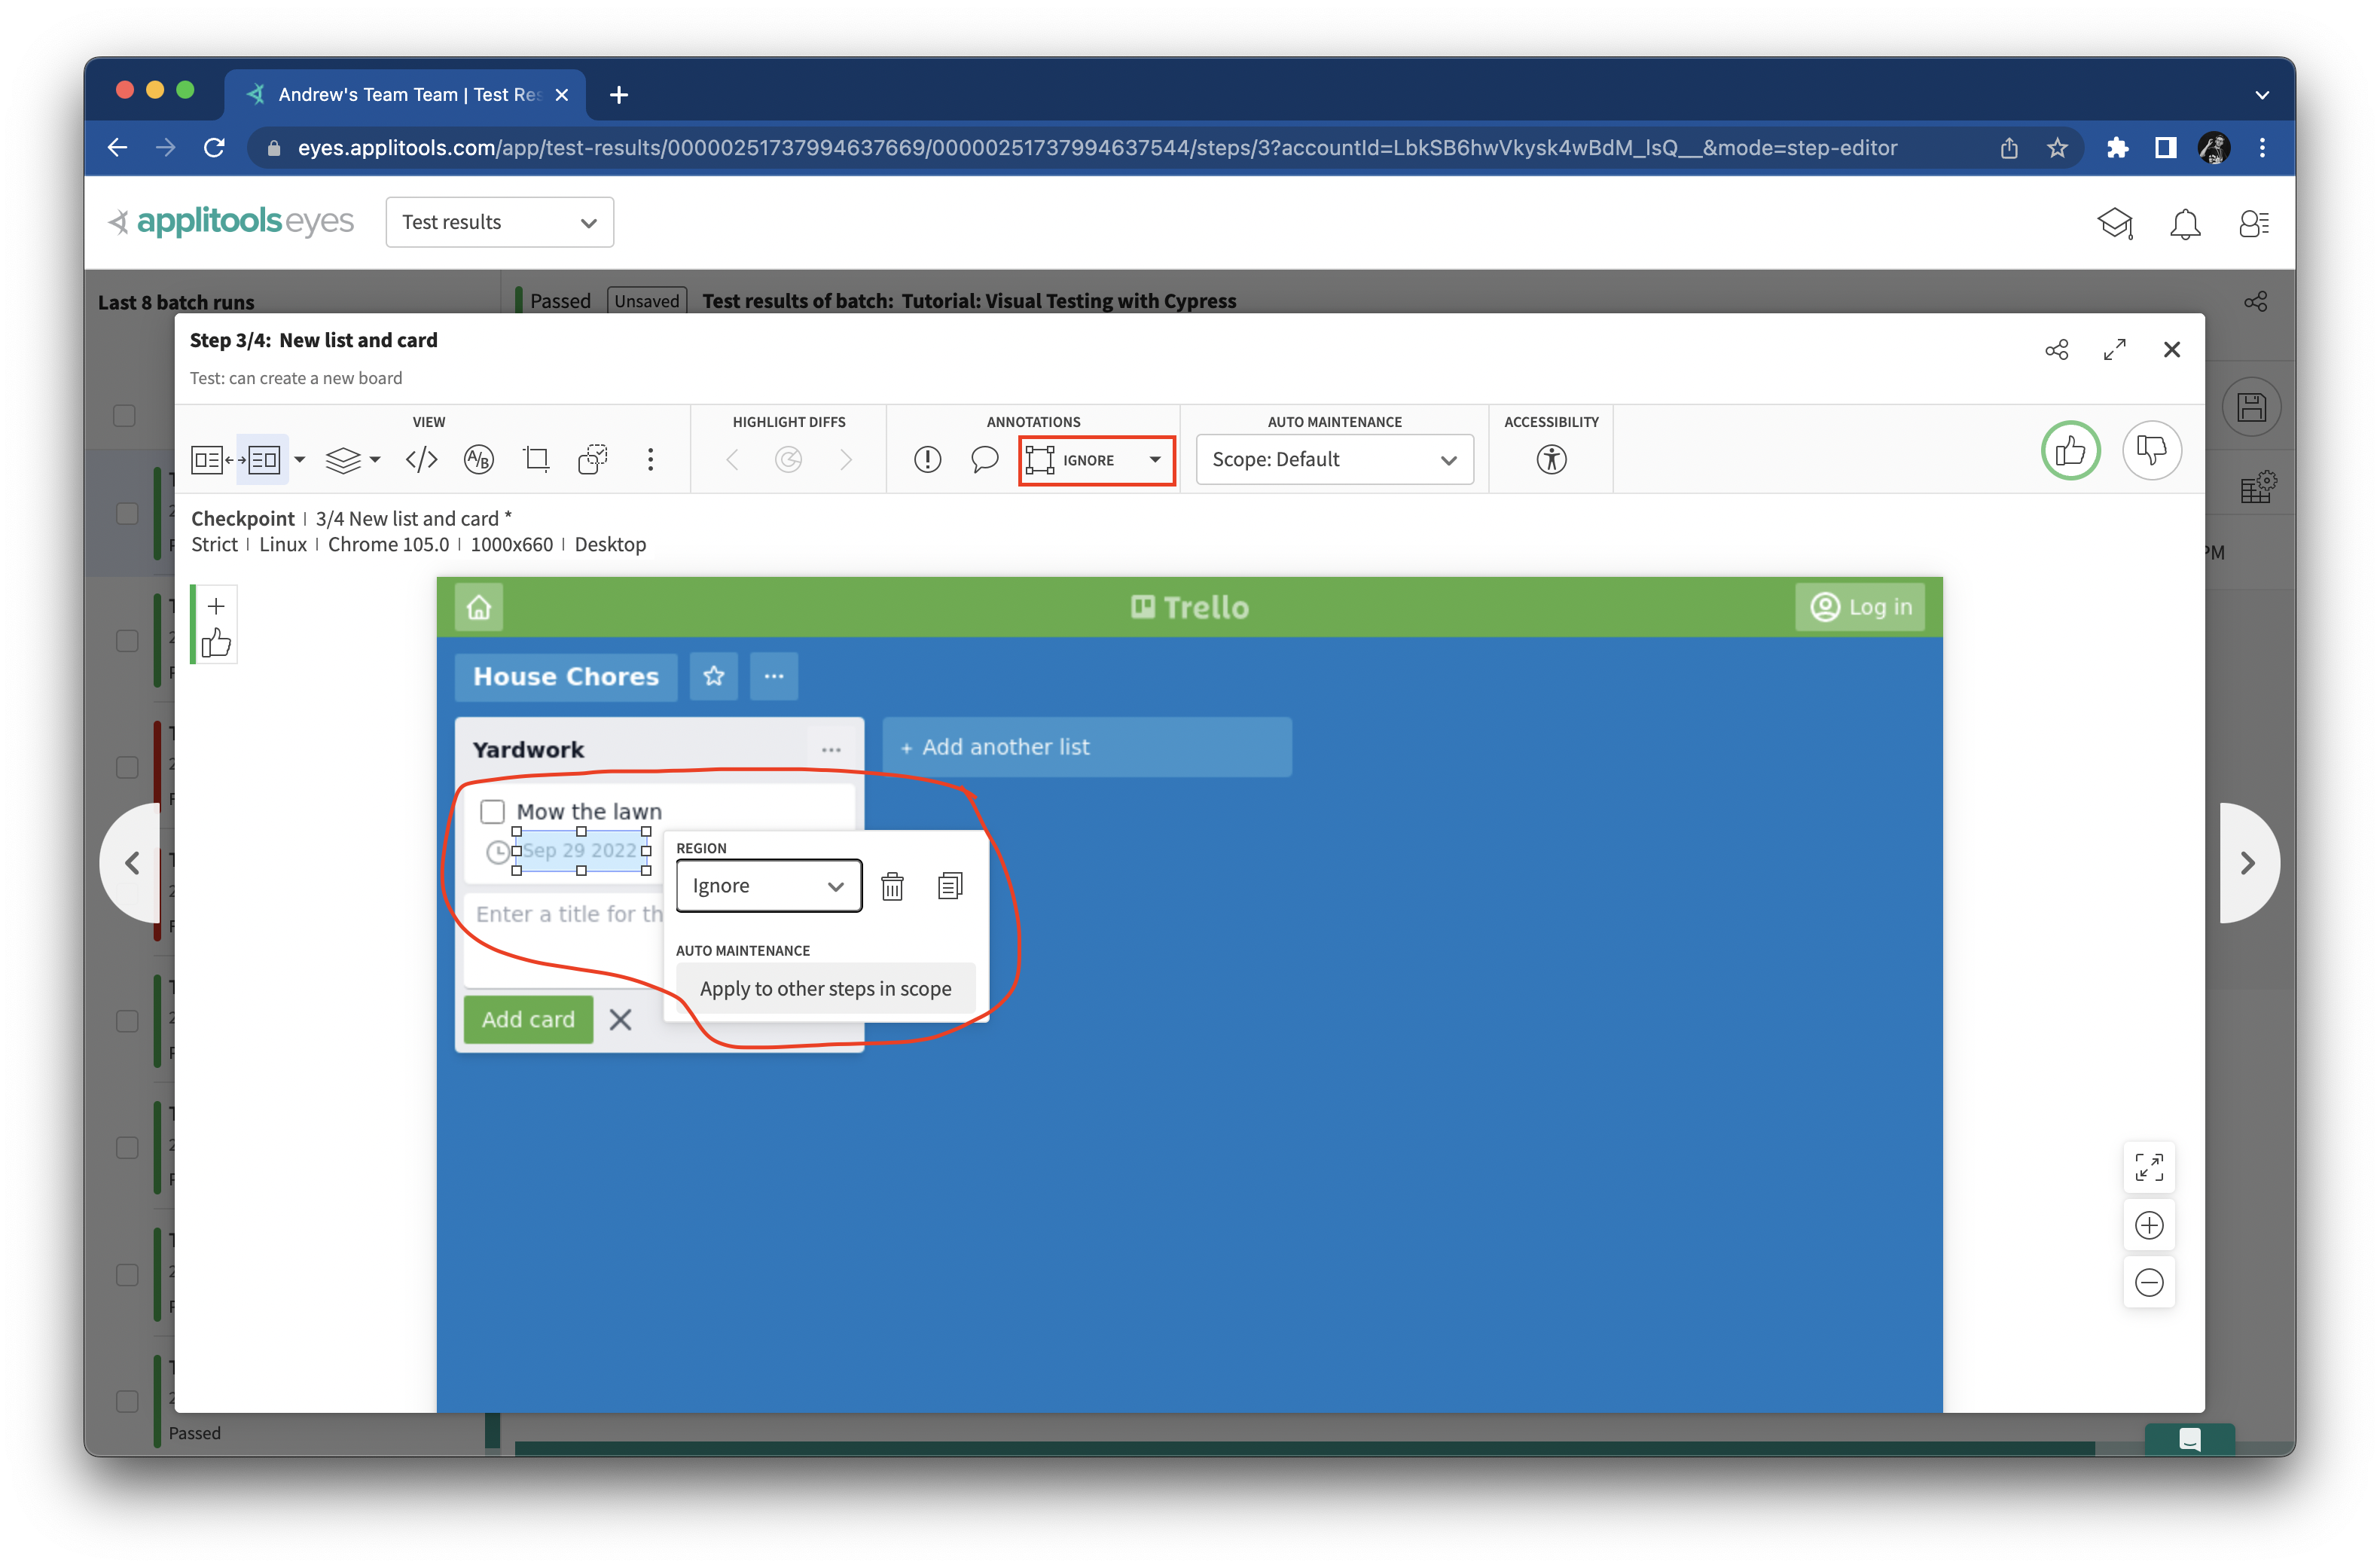 Andrew's Team Team | Test Res
eyes.applitools.com/app/test-results/00000251737994637669/00000251737994637544/steps/3?accountId=LbkSB6hwVkysk4wBdM_lsQ__&mode=step-editor
applitools eyes
Test results
Last 8 batch runs
Passed
Unsaved
Test results of batch: Tutorial: Visual Testing with Cypress
Step 3/4: New list and card
Test: can create a new board
VIEW
HIGHLIGHT DIFFS
ANNOTATIONS
AUTO MAINTENANCE
ACCESSIBILITY
A/B
IGNORE
Scope: Default
Checkpoint | 3/4 New list and card *
Strict | Linux | Chrome 105.0 | 1000x660 | Desktop
PM
Trello
Log in
House Chores
Yardwork
+ Add another list
Mow the lawn
Sep 29 2022
REGION
Ignore
Enter a title for th
AUTO MAINTENANCE
Apply to other steps in scope
Add card
Passed